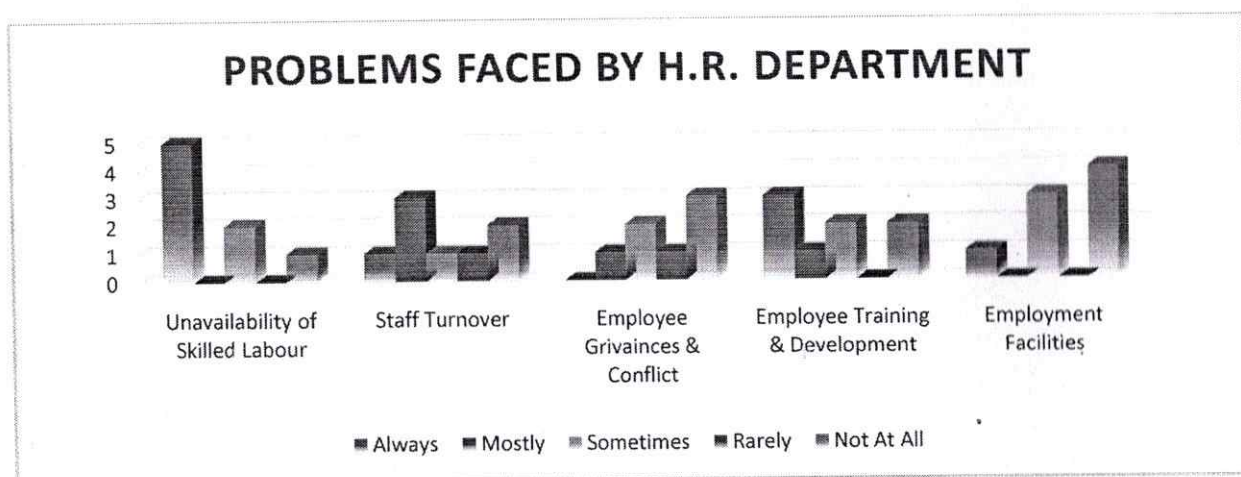 PROBLEMS FACED BY H.R. DEPARTMENT
5
4
3
2
1
0
Unavailability of
Skilled Labour
Staff Turnover
Employee
Grivainces &
Conflict
Employee Training
& Development
Employment
Facilities
Always Mostly Sometimes Rarely Not At All